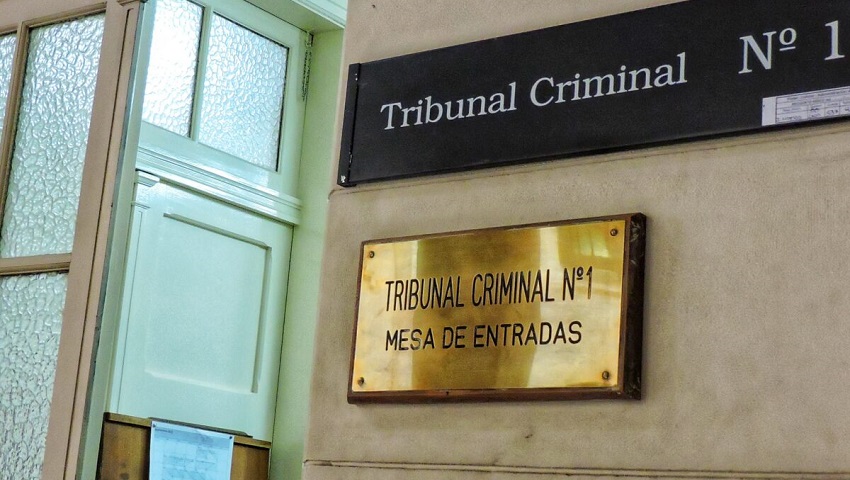 Tribunal Criminal Nº 1
TRIBUNAL CRIMINAL Nº1
MESA DE ENTRADAS